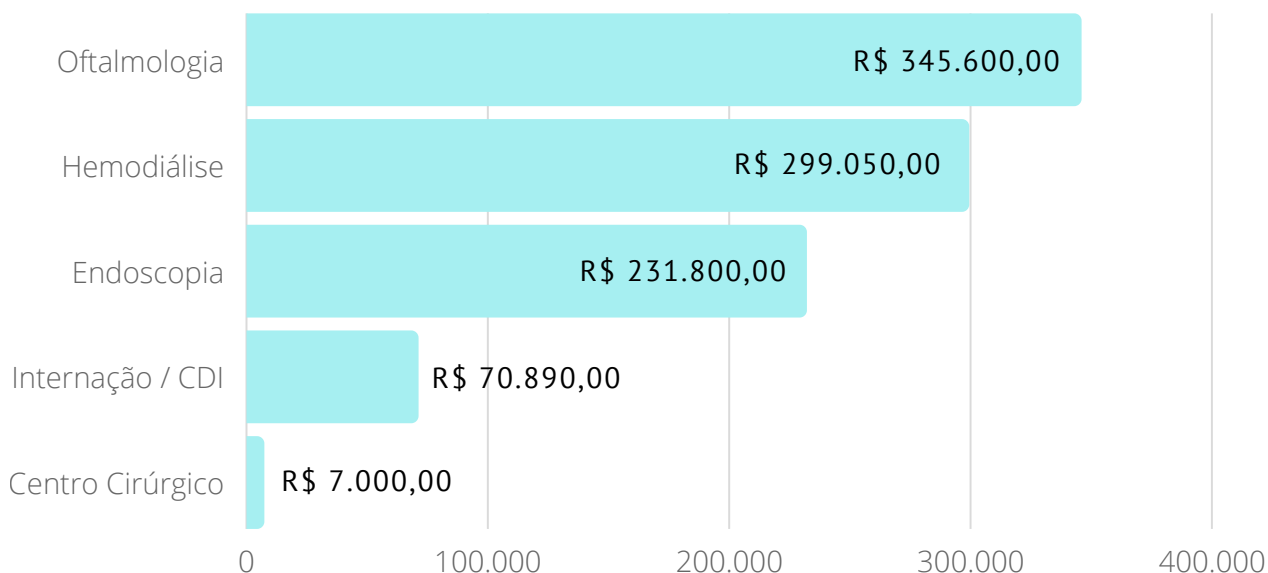 Oftalmologia R$ 345.600,00
Hemodiálise R$ 299.050,00
Endoscopia R$ 231.800,00
Internação / CDI R$ 70.890,00
Centro Cirúrgico R$ 7.000,00
0 100.000 200.000 300.000 400.000